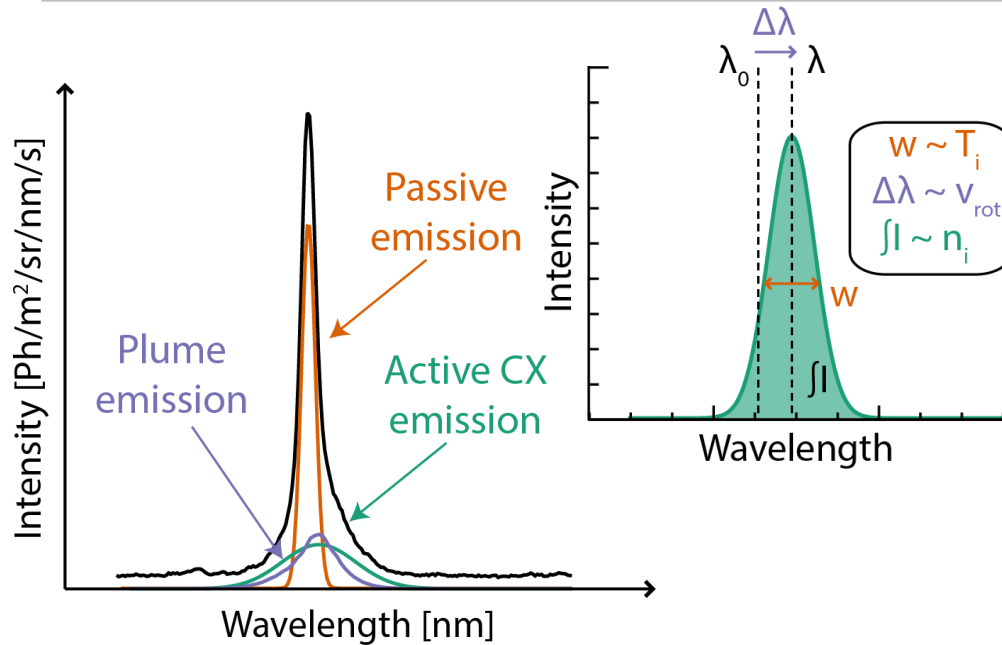 Intensity [Ph/m²/sr/nm/s]
Passive
emission
Plume
emission
Active CX
emission
Wavelength [nm]
Δλ
λ₀
λ
Intensity
w ~ Tᵢ
Δλ ~ v_rot
∫I ~ nᵢ
w
∫I
Wavelength